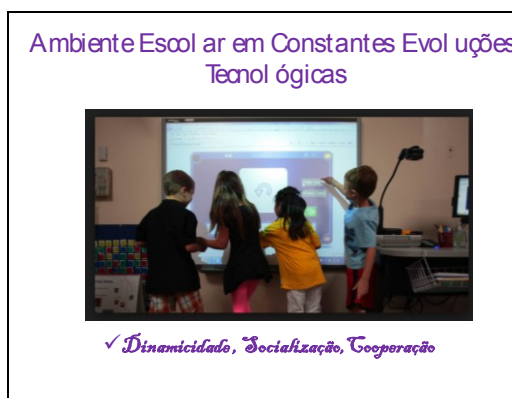 Ambiente Escolar em Constantes Evoluções
Tecnológicas
✓ Dinamicidade, Socialização, Cooperação